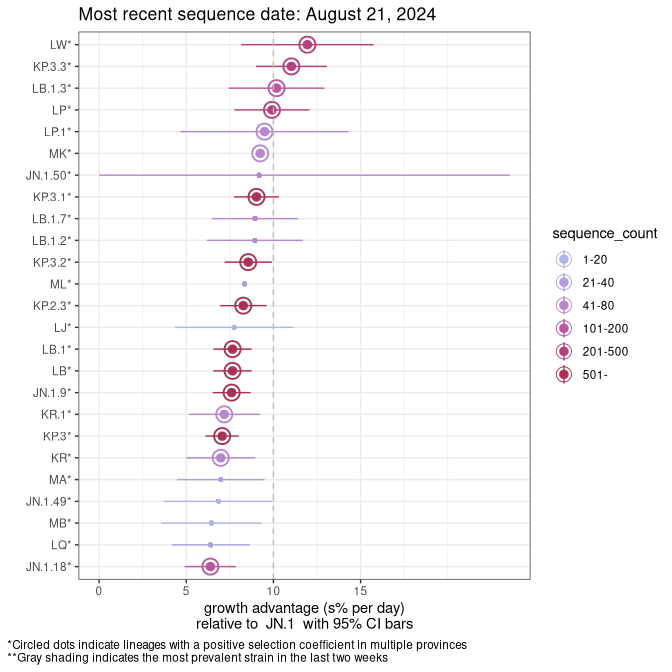 Most recent sequence date: August 21, 2024
LW*
KP.3.3*
LB.1.3*
LP*
LP.1*
MK*
JN.1.50*
KP.3.1*
LB.1.7*
LB.1.2*
KP.3.2*
ML*
KP.2.3*
LJ*
LB.1*
LB*
JN.1.9*
KR.1*
KP.3*
KR*
MA*
JN.1.49*
MB*
LQ*
JN.1.18*
0 5 10 15
growth advantage (s% per day)
relative to JN.1 with 95% CI bars
sequence_count
1-20
21-40
41-80
101-200
201-500
501-
*Circled dots indicate lineages with a positive selection coefficient in multiple provinces
**Gray shading indicates the most prevalent strain in the last two weeks